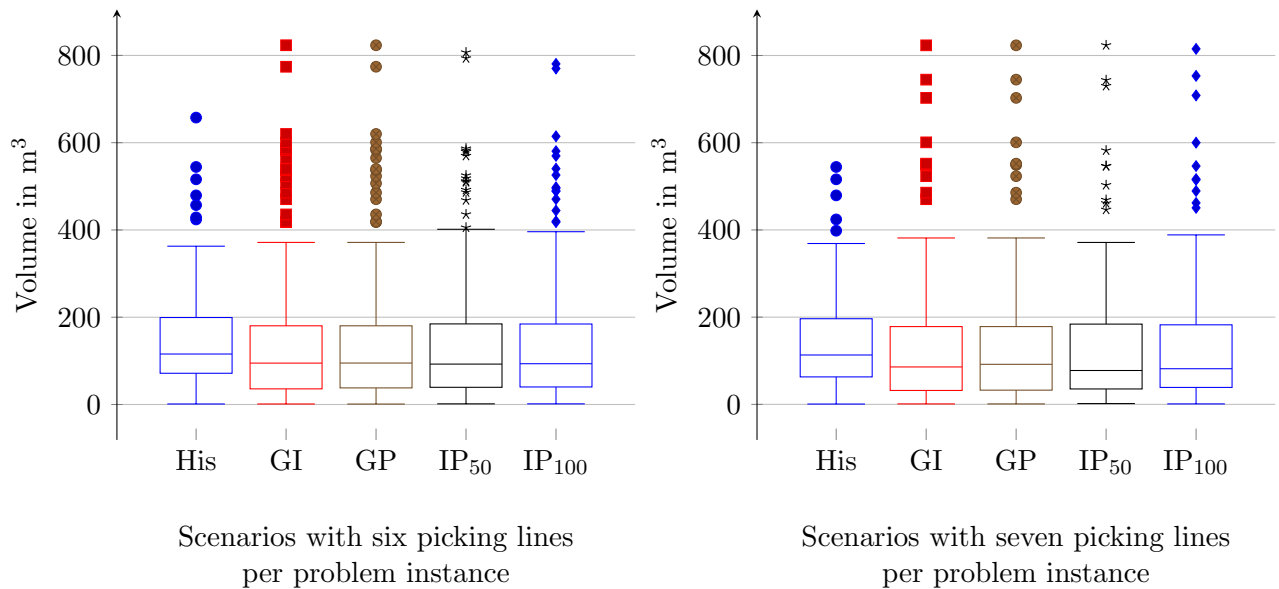 Volume in m³
800
600
400
200
0
His GI GP IP₅₀ IP₁₀₀
Scenarios with six picking lines
per problem instance
Volume in m³
800
600
400
200
0
His GI GP IP₅₀ IP₁₀₀
Scenarios with seven picking lines
per problem instance